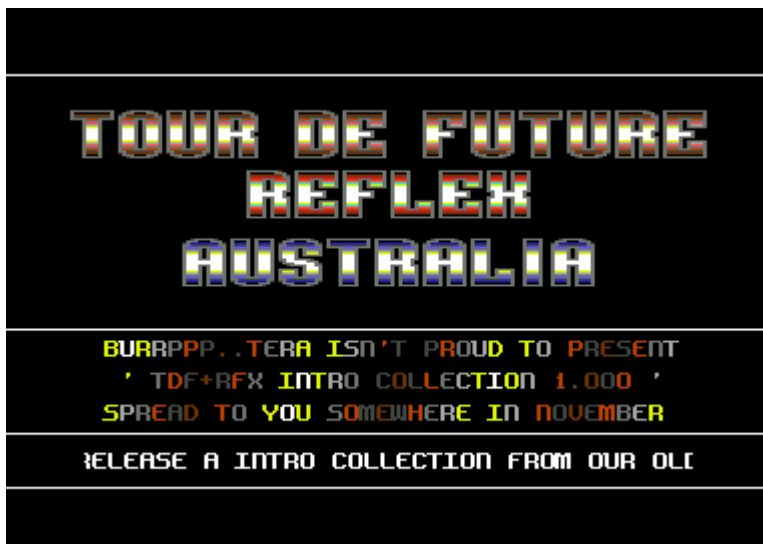 TOUR DE FUTURE
REFLEX
AUSTRALIA
BURRPPP..TERA ISN'T PROUD TO PRESENT
' TDF+RFX INTRO COLLECTION 1.000 '
SPREAD TO YOU SOMEWHERE IN NOVEMBER
RELEASE A INTRO COLLECTION FROM OUR OLD